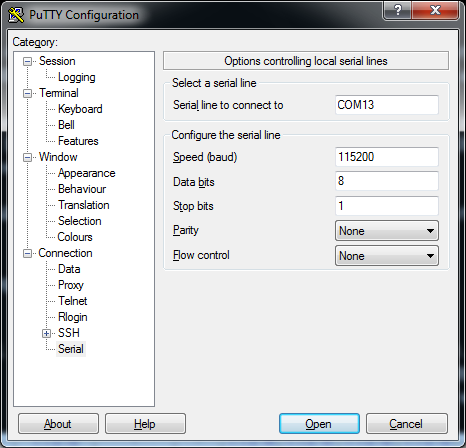 PuTTY Configuration
?
Category:
Session
Logging
Terminal
Keyboard
Bell
Features
Window
Appearance
Behaviour
Translation
Selection
Colours
Connection
Data
Proxy
Telnet
Rlogin
SSH
Serial
Options controlling local serial lines
Select a serial line
Serial line to connect to COM13
Configure the serial line
Speed (baud) 115200
Data bits 8
Stop bits 1
Parity None
Flow control None
About Help Open Cancel